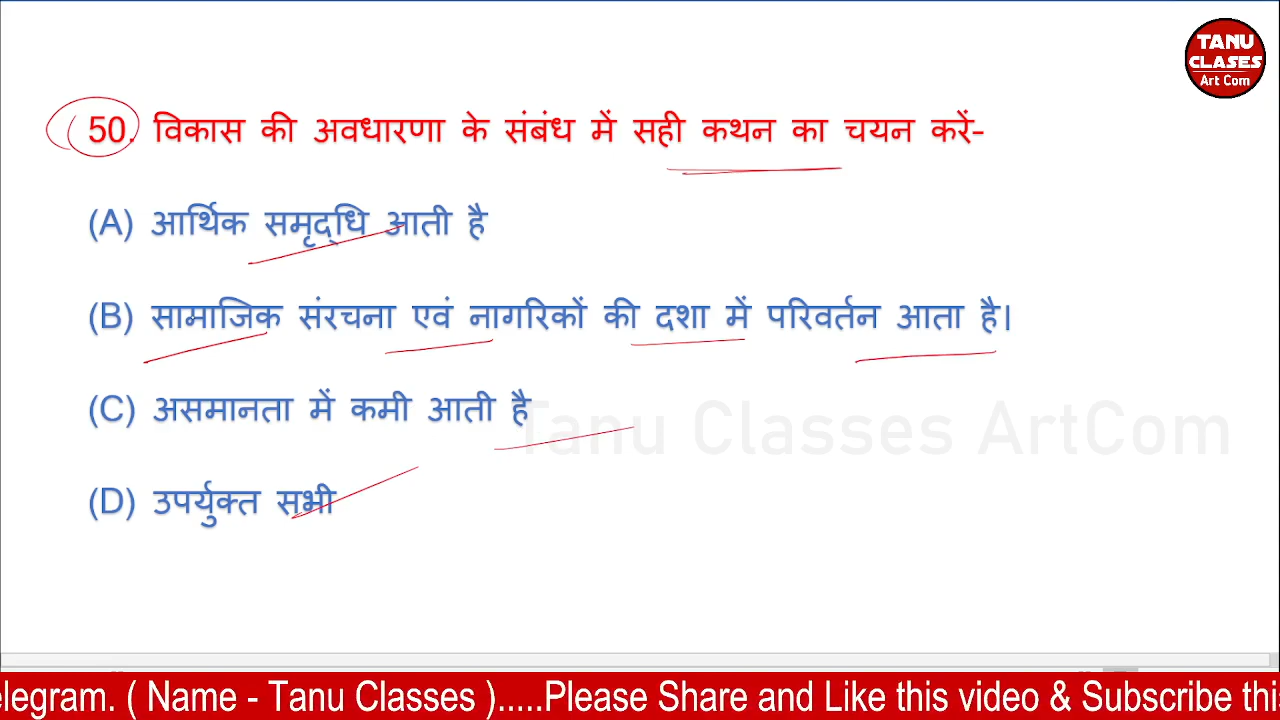 TANU
CLASES
Art Com
50. विकास की अवधारणा के संबंध में सही कथन का चयन करें-
(A) आर्थिक समृद्धि आती है
(B) सामाजिक संरचना एवं नागरिकों की दशा में परिवर्तन आता है।
(C) असमानता में कमी आती है
Tanu Classes ArtCom
(D) उपर्युक्त सभी
elegram. ( Name - Tanu Classes ).....Please Share and Like this video & Subscribe this